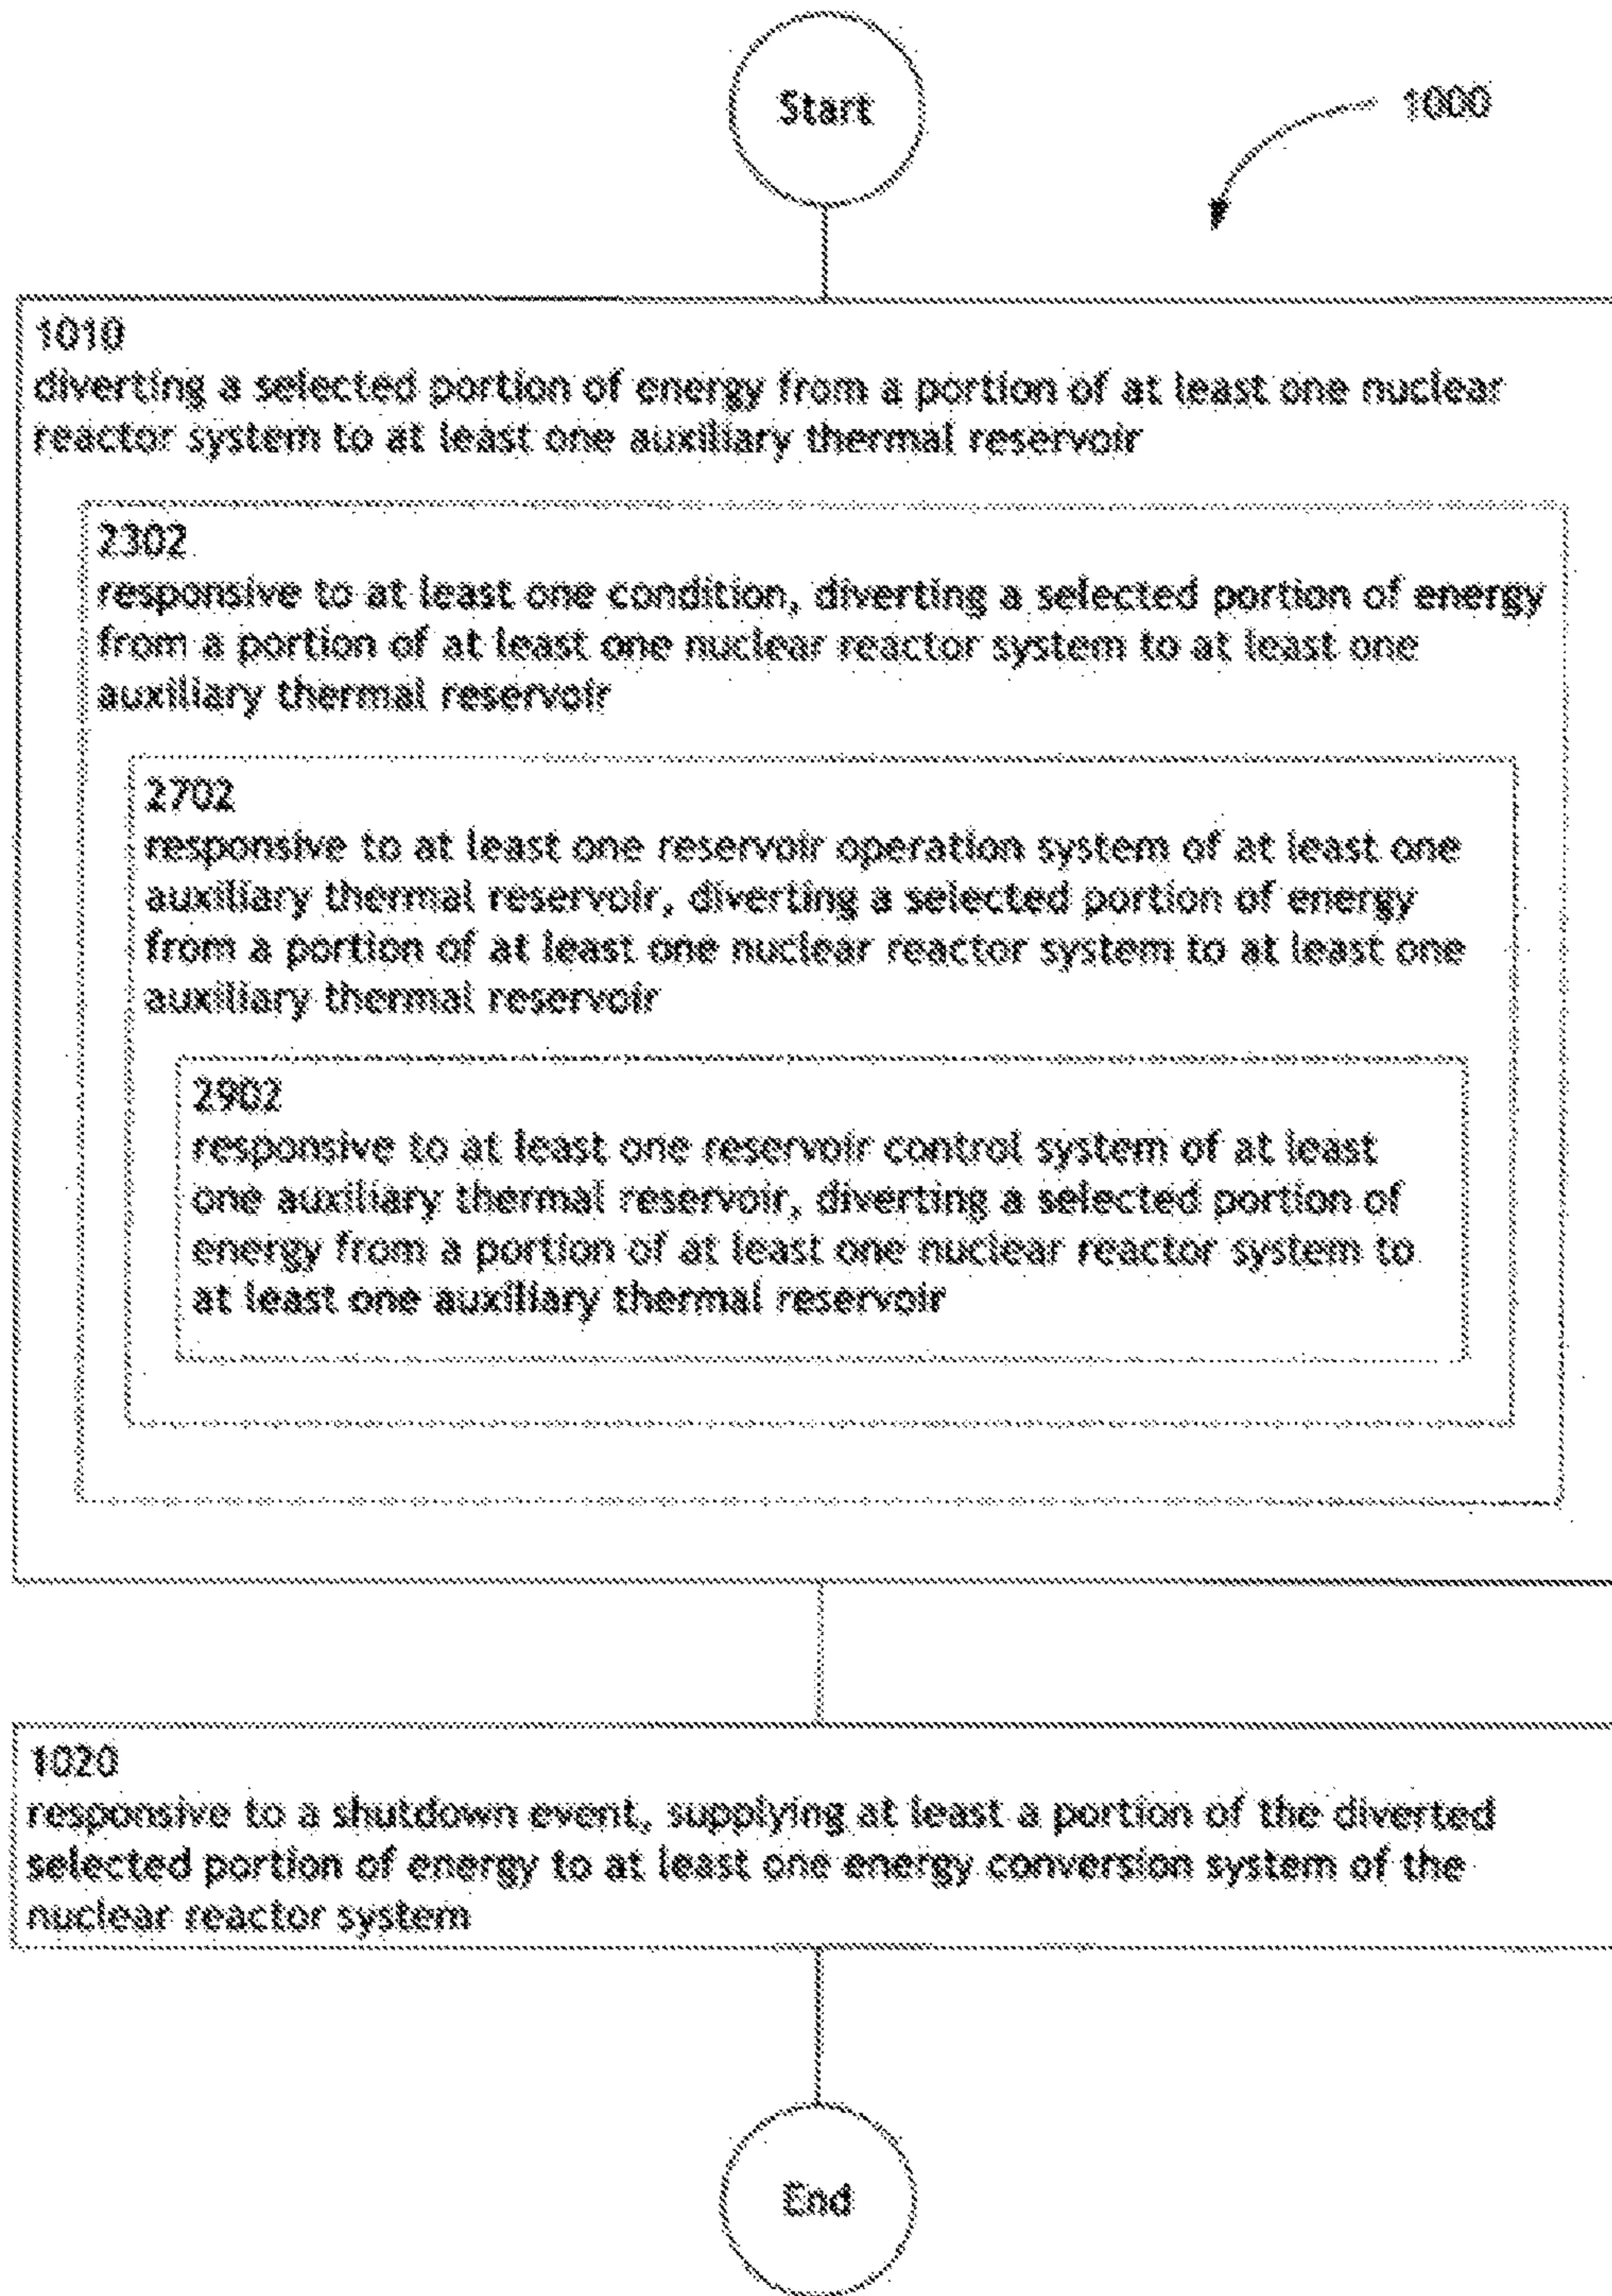 Start
1000
1010
diverting a selected portion of energy from a portion of at least one nuclear
reactor system to at least one auxiliary thermal reservoir
2302
responsive to at least one condition, diverting a selected portion of energy
from a portion of at least one nuclear reactor system to at least one
auxiliary thermal reservoir
2702
responsive to at least one reservoir operation system of at least one
auxiliary thermal reservoir, diverting a selected portion of energy
from a portion of at least one nuclear reactor system to at least one
auxiliary thermal reservoir
2902
responsive to at least one reservoir control system of at least
one auxiliary thermal reservoir, diverting a selected portion of
energy from a portion of at least one nuclear reactor system to
at least one auxiliary thermal reservoir
1020
responsive to a shutdown event, supplying at least a portion of the diverted
selected portion of energy to at least one energy conversion system of the
nuclear reactor system
End